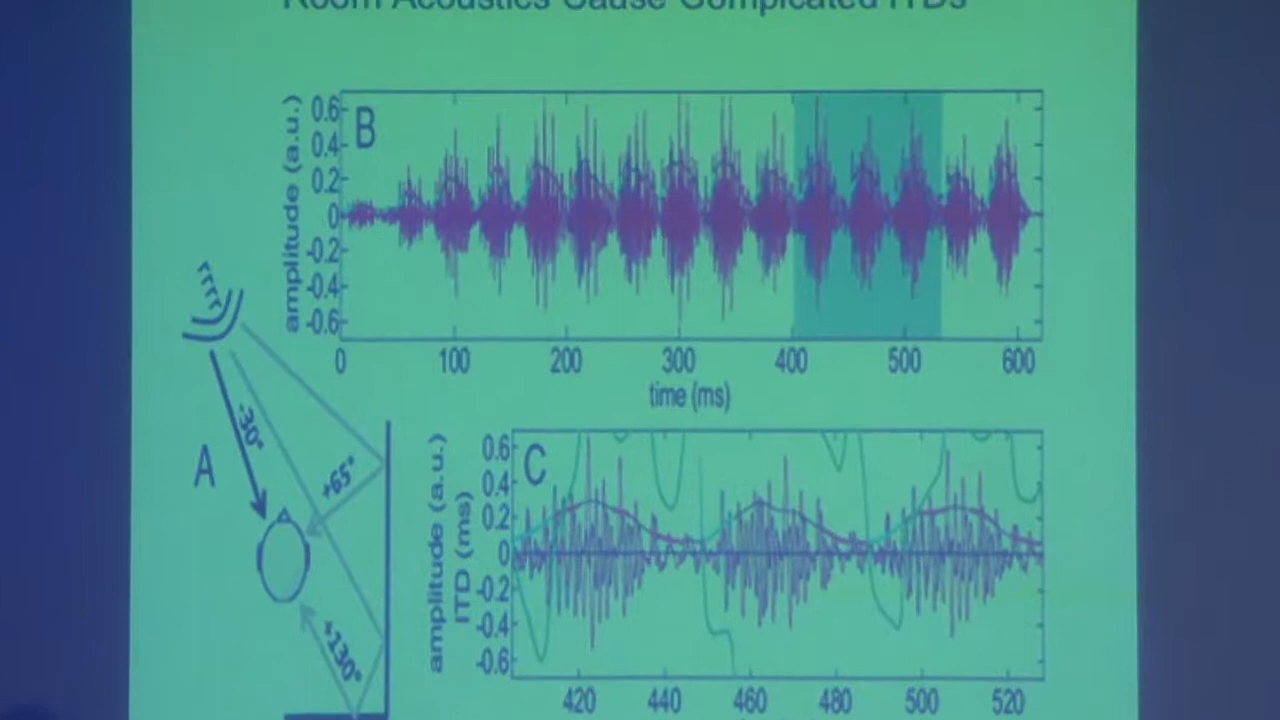 Room Acoustics Cause Complicated ITDs
B
amplitude (a.u.)
0.6
0.4
0.2
0
-0.2
-0.4
-0.6
0 100 200 300 400 500 600
time (ms)
A
-30°
+65°
+130°
C
amplitude (a.u.)
ITD (ms)
0.6
0.4
0.2
0
-0.2
-0.4
-0.6
420 440 460 480 500 520